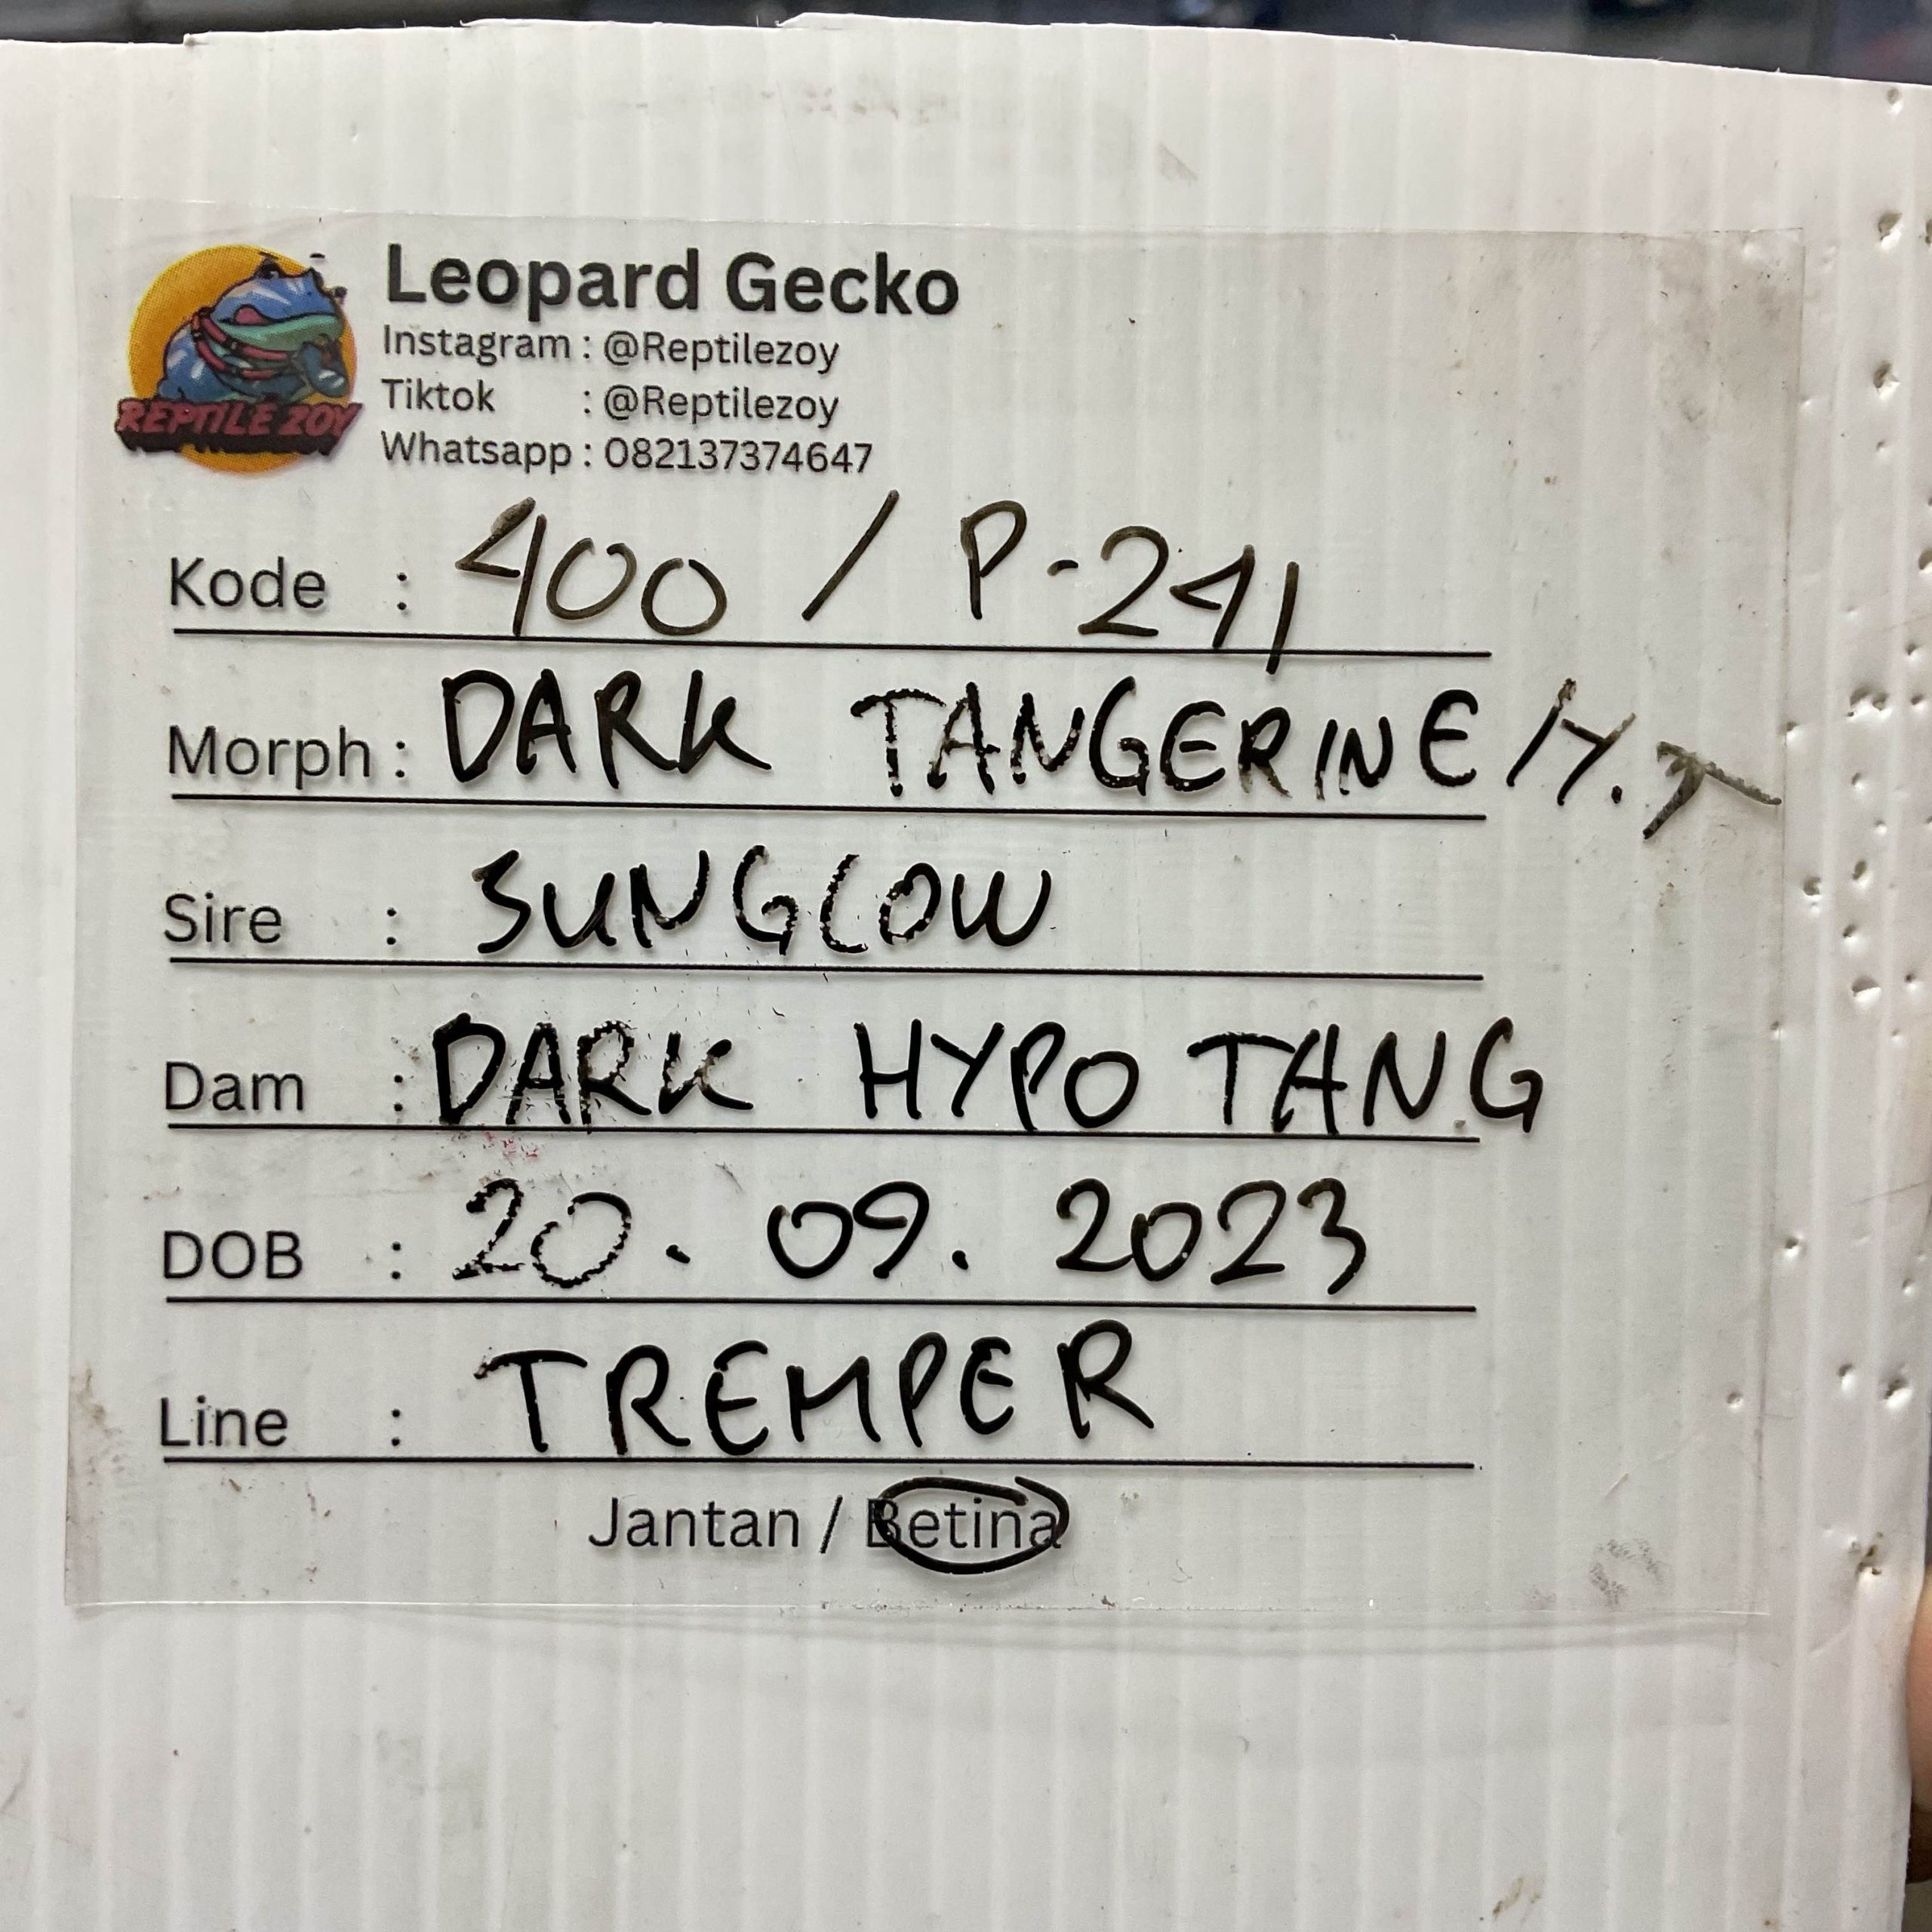 Leopard Gecko
Instagram : @Reptilezoy
Tiktok : @Reptilezoy
Whatsapp : 082137374647
REPTILE ZOY
Kode : 400 / P-241
Morph : DARK TANGERINE / H.T
Sire : SUNGLOW
Dam : DARK HYPO TANG
DOB : 20. 09. 2023
Line : TREMPER
Jantan / Betina